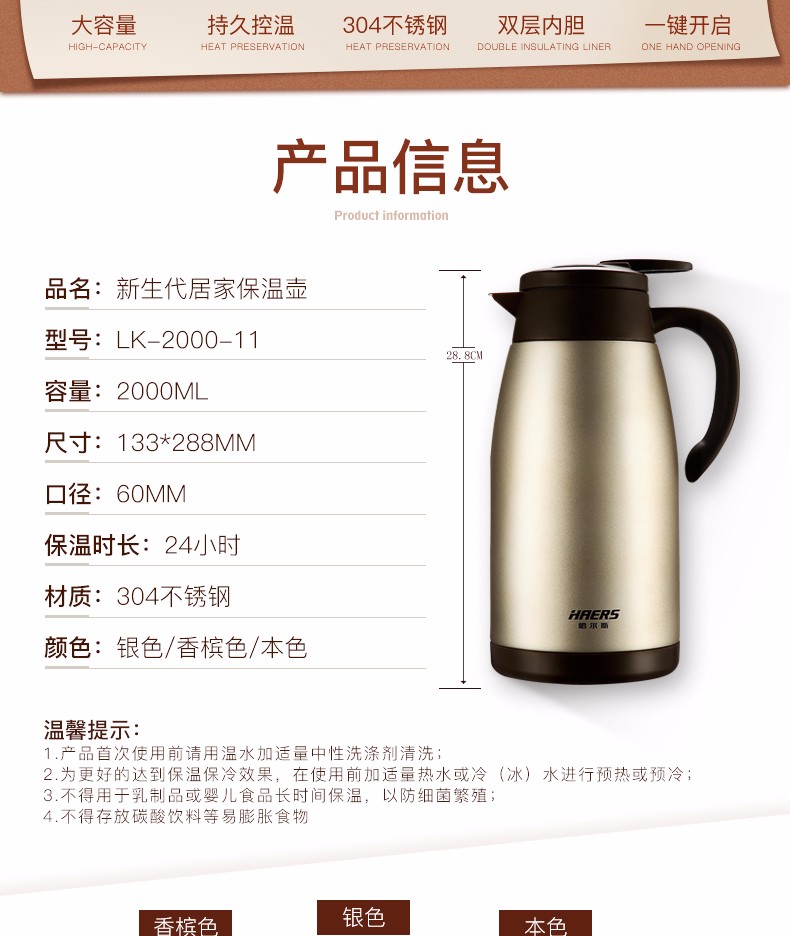 大容量 持久控温 304不锈钢 双层内胆 一键开启
HIGH-CAPACITY HEAT PRESERVATION HEAT PRESERVATION DOUBLE INSULATING LINER ONE HAND OPENING
产品信息
Product information
品名：新生代居家保温壶
型号：LK-2000-11
容量：2000ML
尺寸：133*288MM
口径：60MM
保温时长：24小时
材质：304不锈钢
颜色：银色/香槟色/本色
28.8CM
HAERS
哈尔斯
温馨提示：
1.产品首次使用前请用温水加适量中性洗涤剂清洗；
2.为更好的达到保温保冷效果，在使用前加适量热水或冷（冰）水进行预热或预冷；
3.不得用于乳制品或婴儿食品长时间保温，以防细菌繁殖；
4.不得存放碳酸饮料等易膨胀食物
香槟色 银色 本色